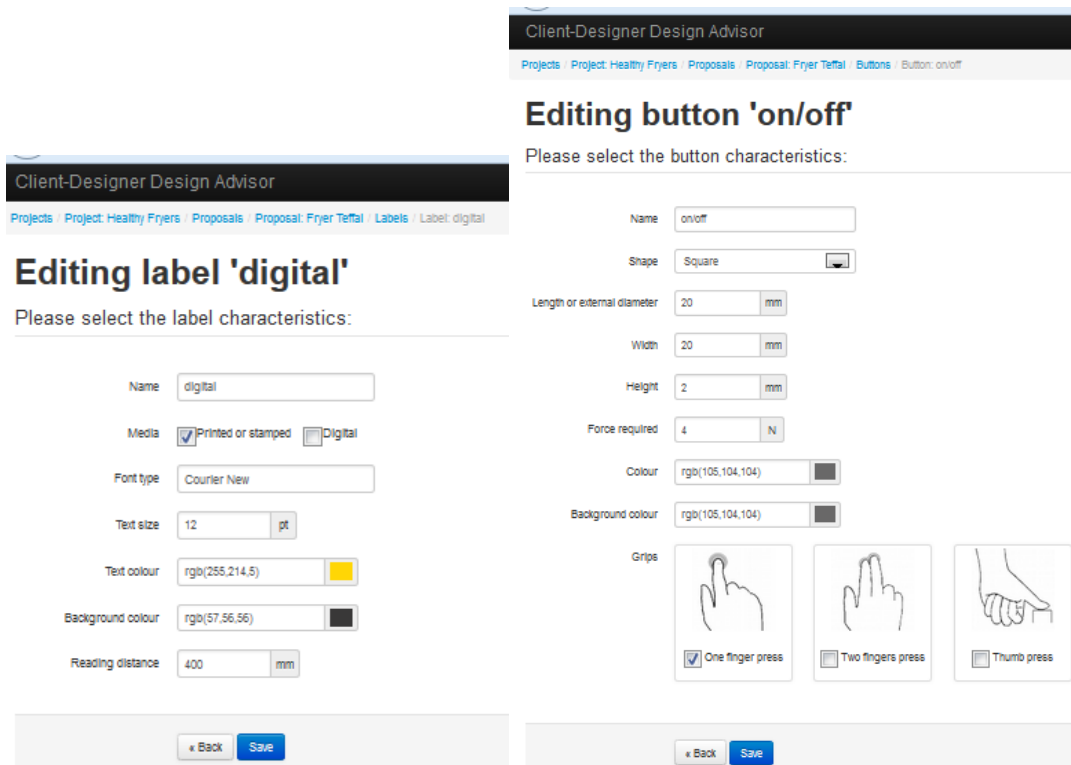 Client-Designer Design Advisor
Projects / Project: Healthy Fryers / Proposals / Proposal: Fryer Teffal / Labels / Label: digital
Editing label 'digital'
Please select the label characteristics:
Name digital
Media Printed or stamped Digital
Font type Courier New
Text size 12 pt
Text colour rgb(255,214,5)
Background colour rgb(57,56,56)
Reading distance 400 mm
« Back Save
Client-Designer Design Advisor
Projects / Project: Healthy Fryers / Proposals / Proposal: Fryer Teffal / Buttons / Button: on/off
Editing button 'on/off'
Please select the button characteristics:
Name on/off
Shape Square
Length or external diameter 20 mm
Width 20 mm
Height 2 mm
Force required 4 N
Colour rgb(105,104,104)
Background colour rgb(105,104,104)
Grips
One finger press Two fingers press Thumb press
« Back Save